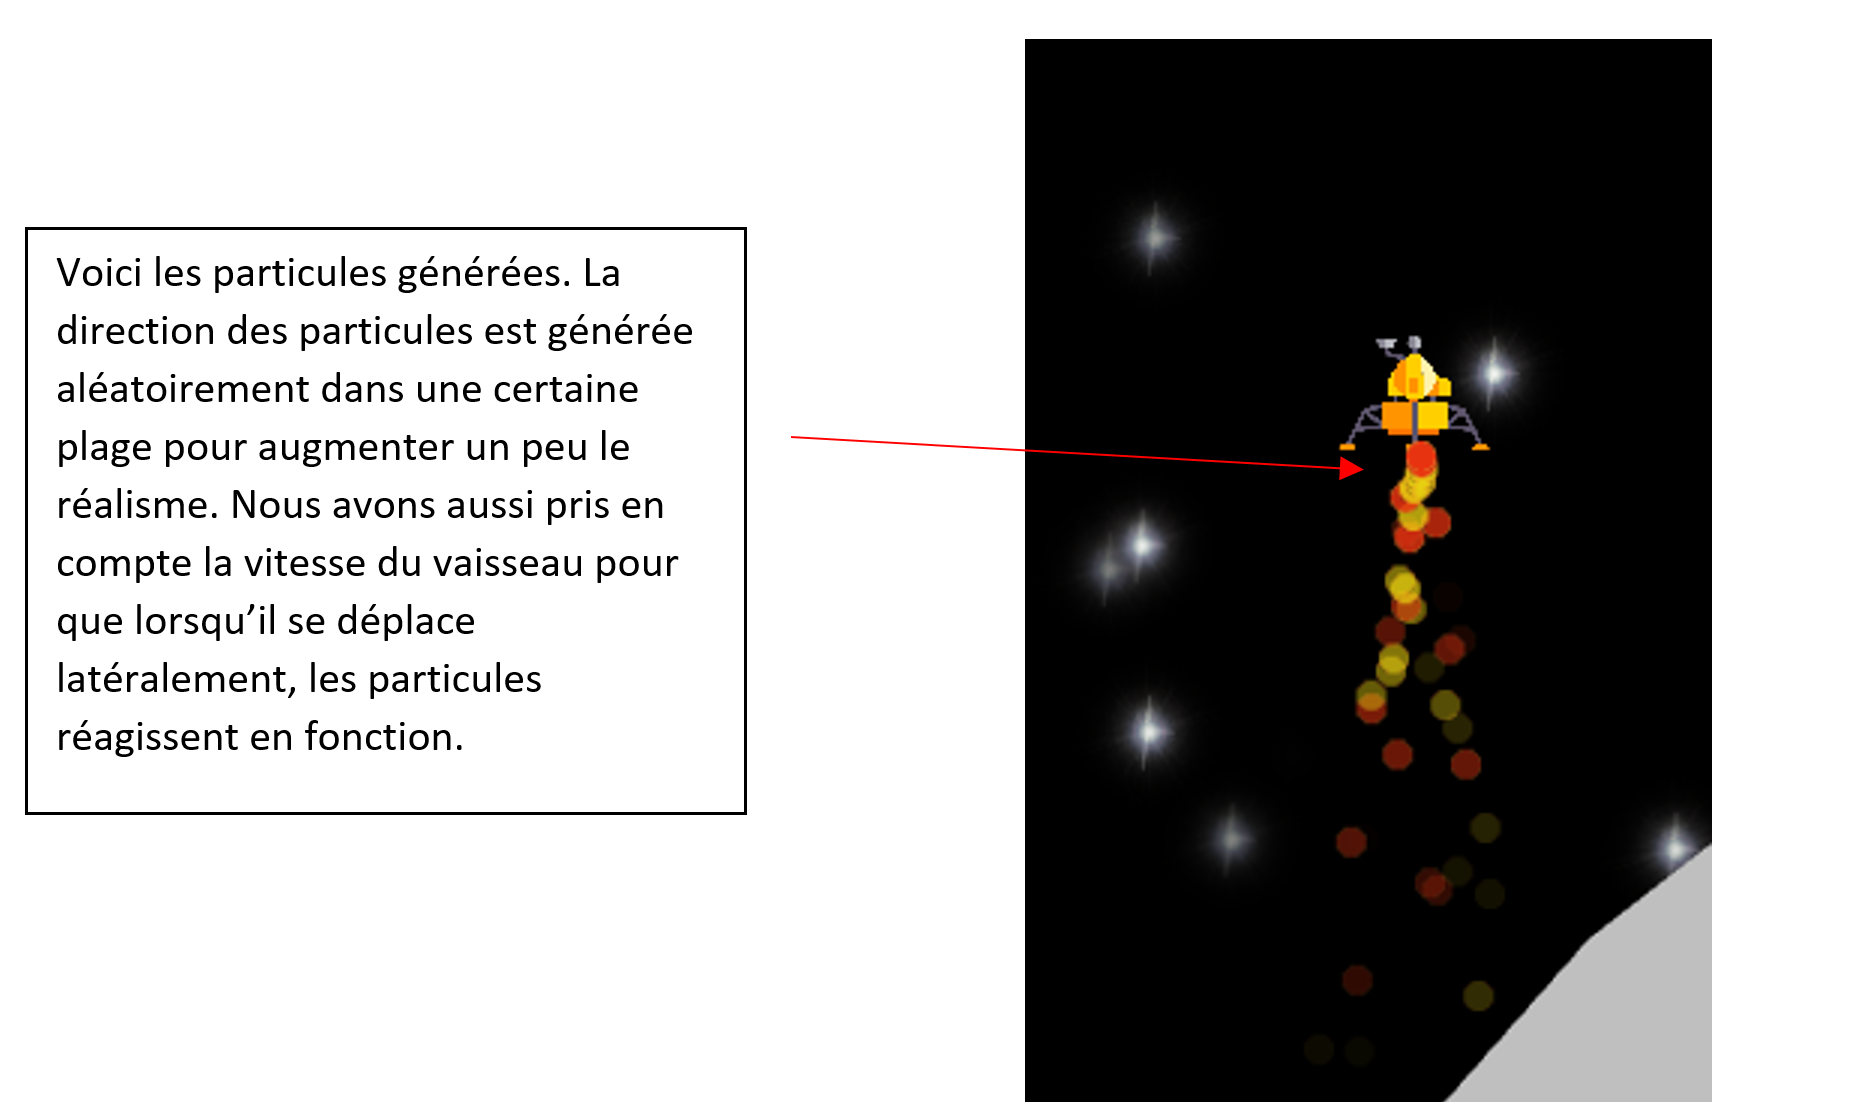 Voici les particules générées. La
direction des particules est générée
aléatoirement dans une certaine
plage pour augmenter un peu le
réalisme. Nous avons aussi pris en
compte la vitesse du vaisseau pour
que lorsqu’il se déplace
latéralement, les particules
réagissent en fonction.